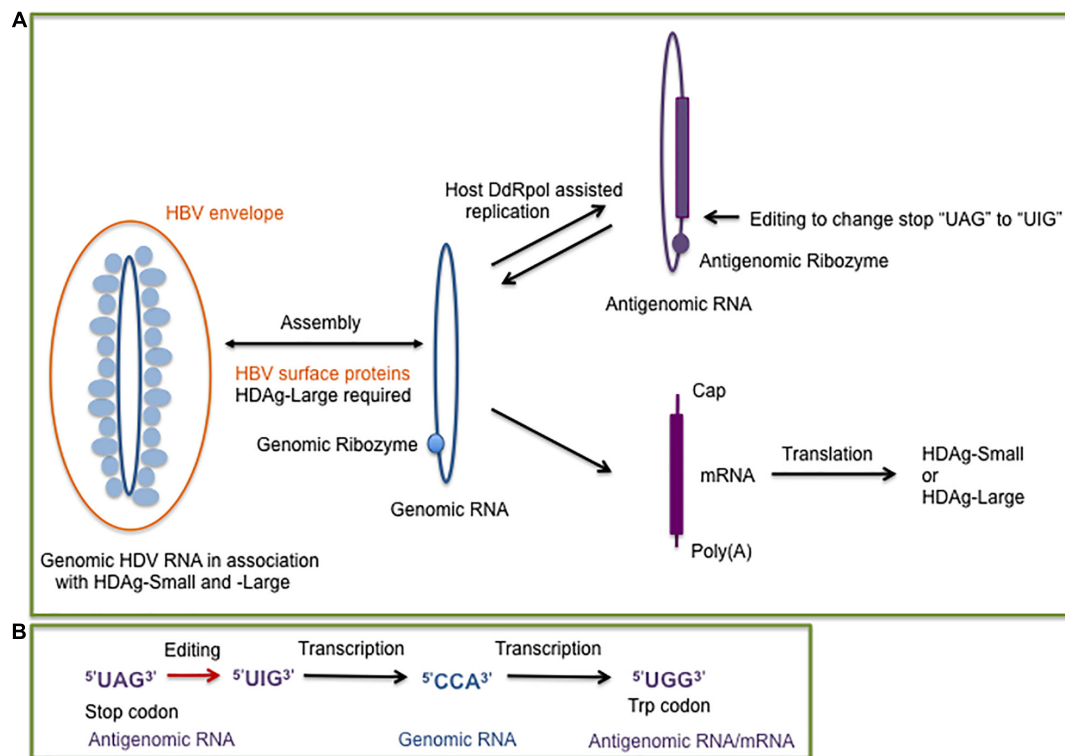 A
HBV envelope
Assembly
HBV surface proteins
HDAg-Large required
Genomic Ribozyme
Genomic RNA
Genomic HDV RNA in association
with HDAg-Small and -Large
Host DdRpol assisted
replication
Editing to change stop “UAG” to “UIG”
Antigenomic Ribozyme
Antigenomic RNA
Cap
mRNA
Poly(A)
Translation
HDAg-Small
or
HDAg-Large
B
Editing
Transcription
Transcription
5'UAG3'
5'UIG3'
5'CCA3'
5'UGG3'
Stop codon
Trp codon
Antigenomic RNA
Genomic RNA
Antigenomic RNA/mRNA